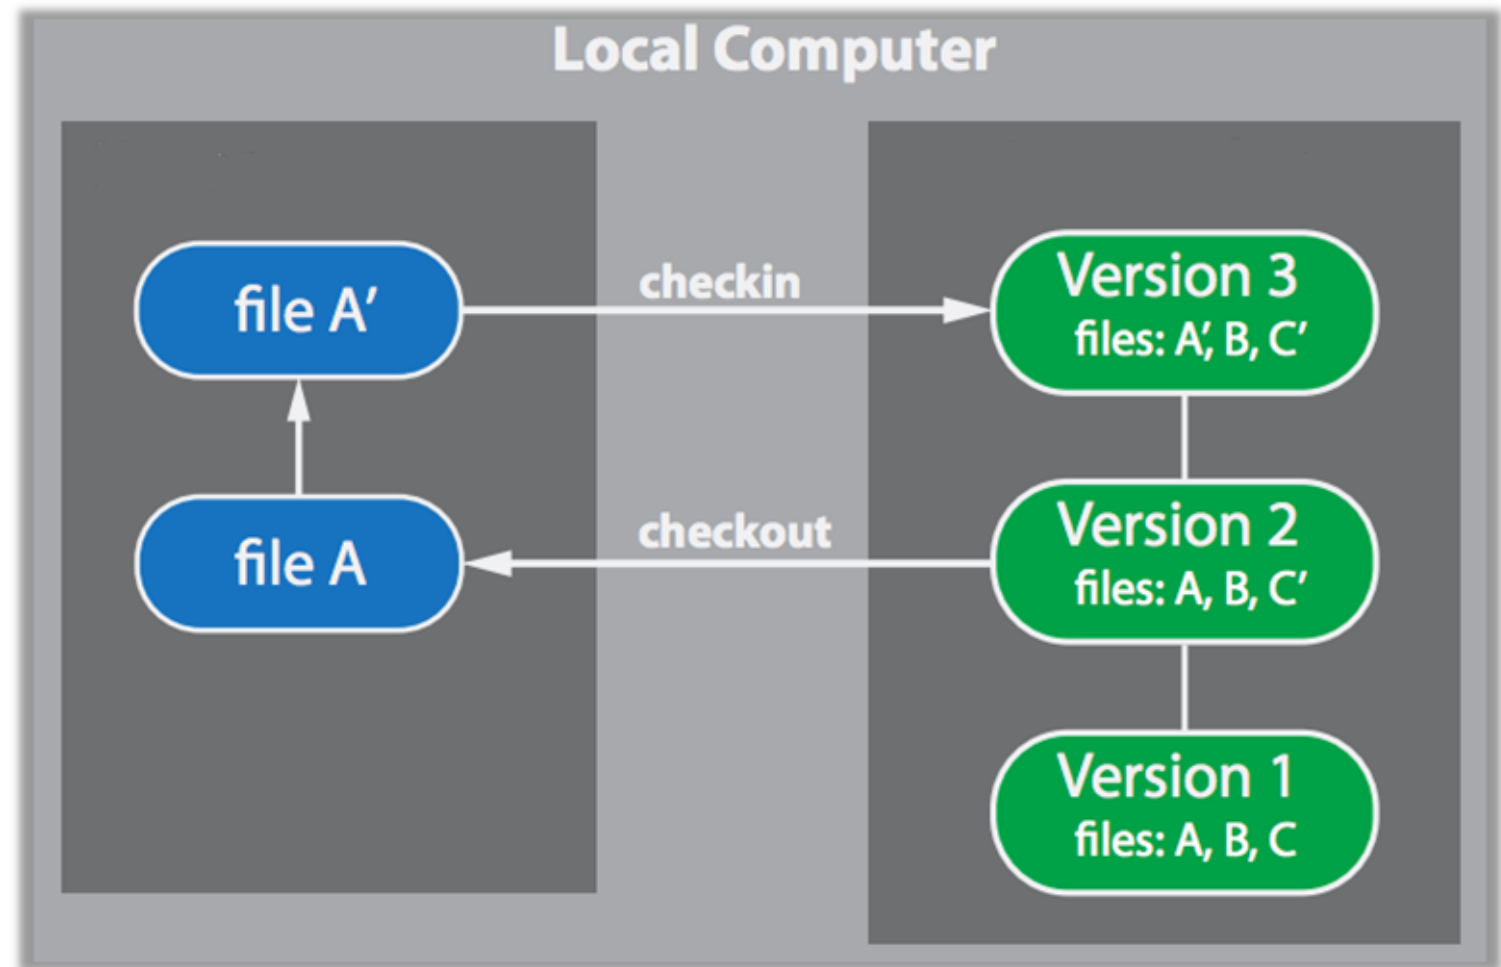 Local Computer
file A′
checkin
Version 3
files: A′, B, C′
file A
checkout
Version 2
files: A, B, C′
Version 1
files: A, B, C